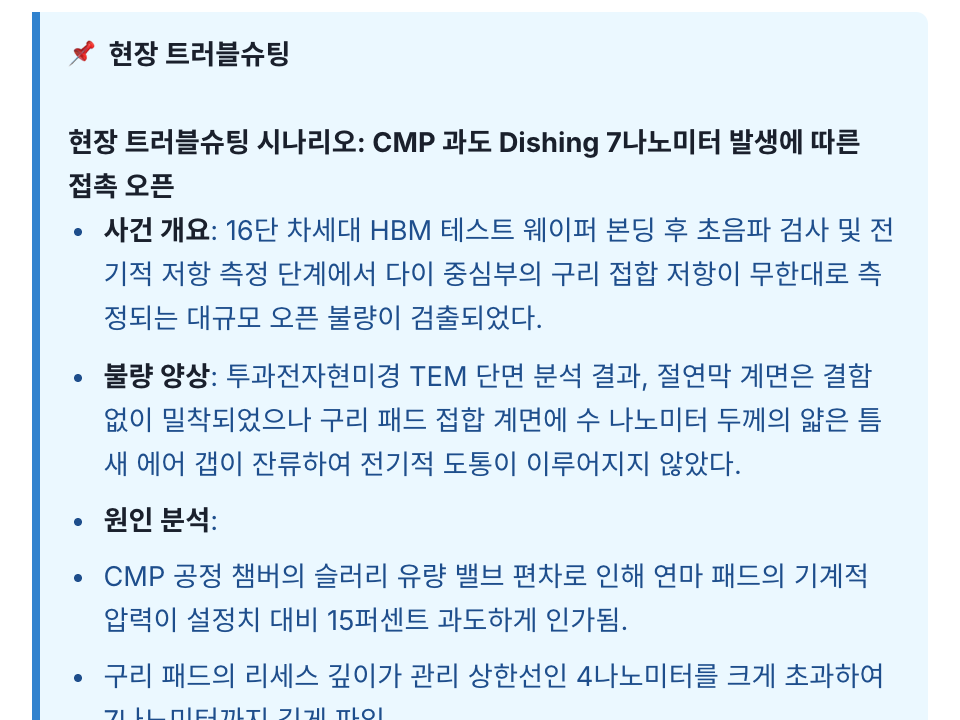 📌 현장 트러블슈팅
현장 트러블슈팅 시나리오: CMP 과도 Dishing 7나노미터 발생에 따른
접촉 오픈
• 사건 개요: 16단 차세대 HBM 테스트 웨이퍼 본딩 후 초음파 검사 및 전
기적 저항 측정 단계에서 다이 중심부의 구리 접합 저항이 무한대로 측
정되는 대규모 오픈 불량이 검출되었다.
• 불량 양상: 투과전자현미경 TEM 단면 분석 결과, 절연막 계면은 결함
없이 밀착되었으나 구리 패드 접합 계면에 수 나노미터 두께의 얇은 틈
새 에어 갭이 잔류하여 전기적 도통이 이루어지지 않았다.
• 원인 분석:
• CMP 공정 챔버의 슬러리 유량 밸브 편차로 인해 연마 패드의 기계적
압력이 설정치 대비 15퍼센트 과도하게 인가됨.
• 구리 패드의 리세스 깊이가 관리 상한선인 4나노미터를 크게 초과하여
7나노미터까지 깊게 파임